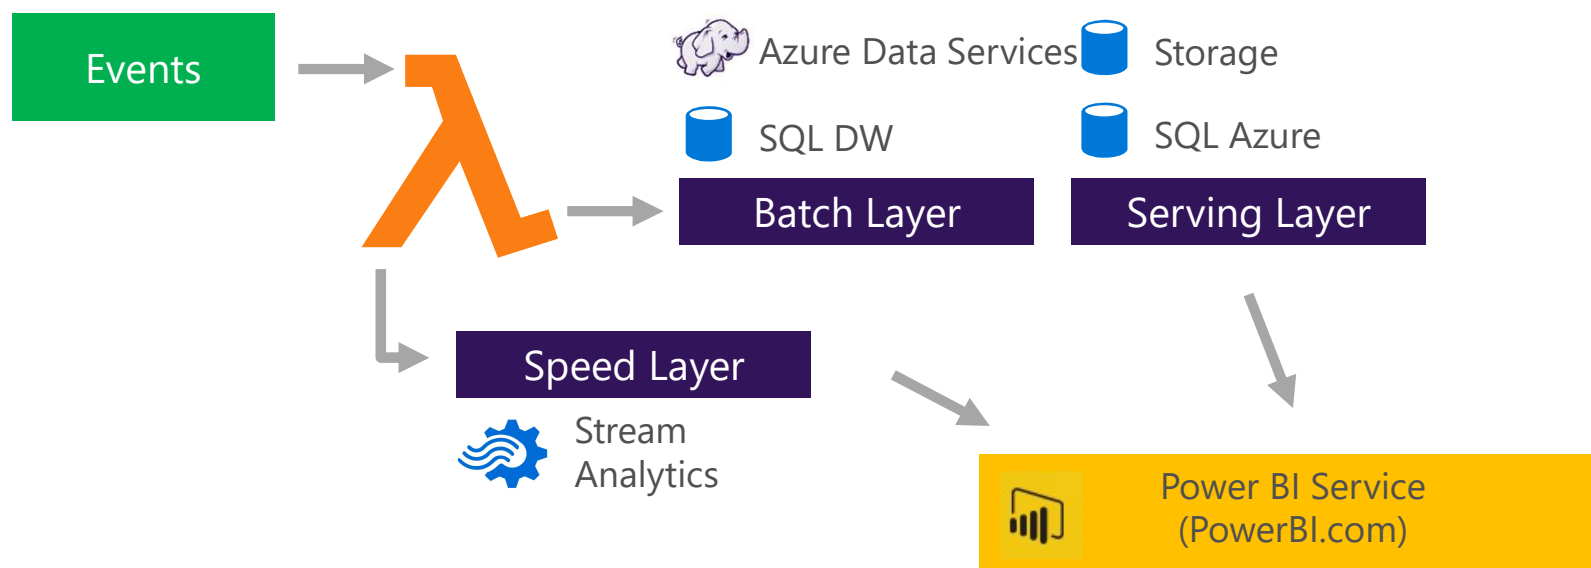 Events
Azure Data Services
Storage
SQL DW
SQL Azure
Batch Layer
Serving Layer
Speed Layer
Stream
Analytics
Power BI Service
(PowerBI.com)